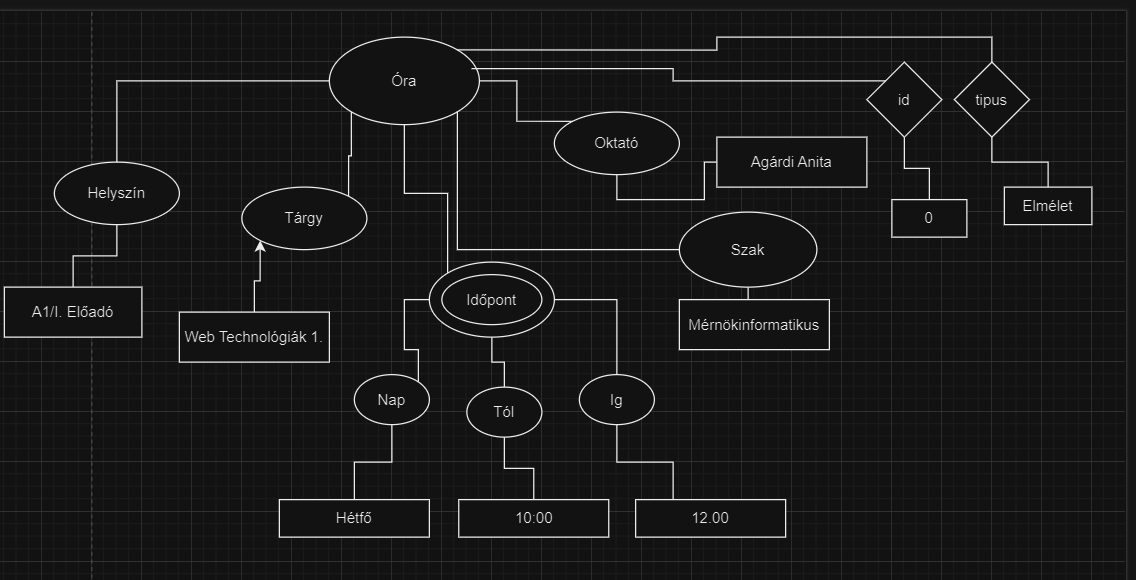 Óra
id
tipus
Oktató
Agárdi Anita
Helyszín
Tárgy
0
Elmélet
Szak
A1/I. Előadó
Web Technológiák 1.
Időpont
Mérnökinformatikus
Nap
Tól
Ig
Hétfő
10:00
12.00